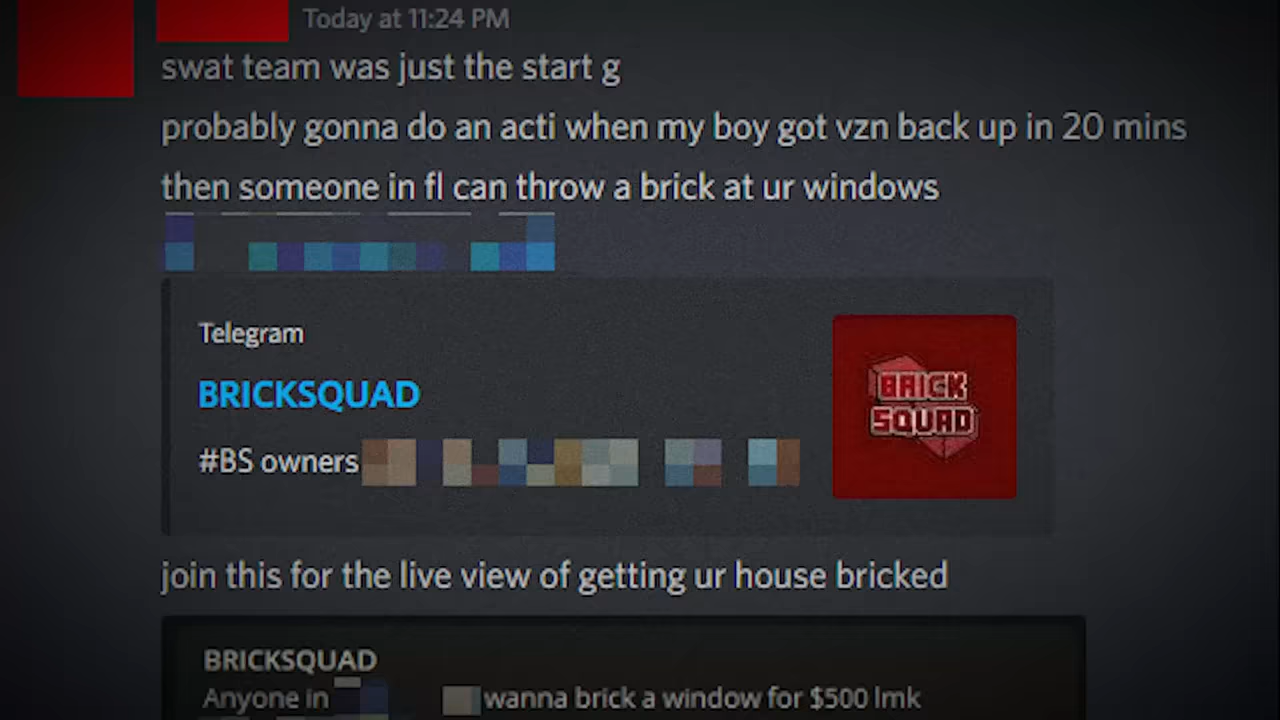 Today at 11:24 PM
swat team was just the start g
probably gonna do an acti when my boy got vzn back up in 20 mins
then someone in fl can throw a brick at ur windows
Telegram
BRICKSQUAD
#BS owners
BRICK
SQUAD
join this for the live view of getting ur house bricked
BRICKSQUAD
Anyone in wanna brick a window for $500 lmk